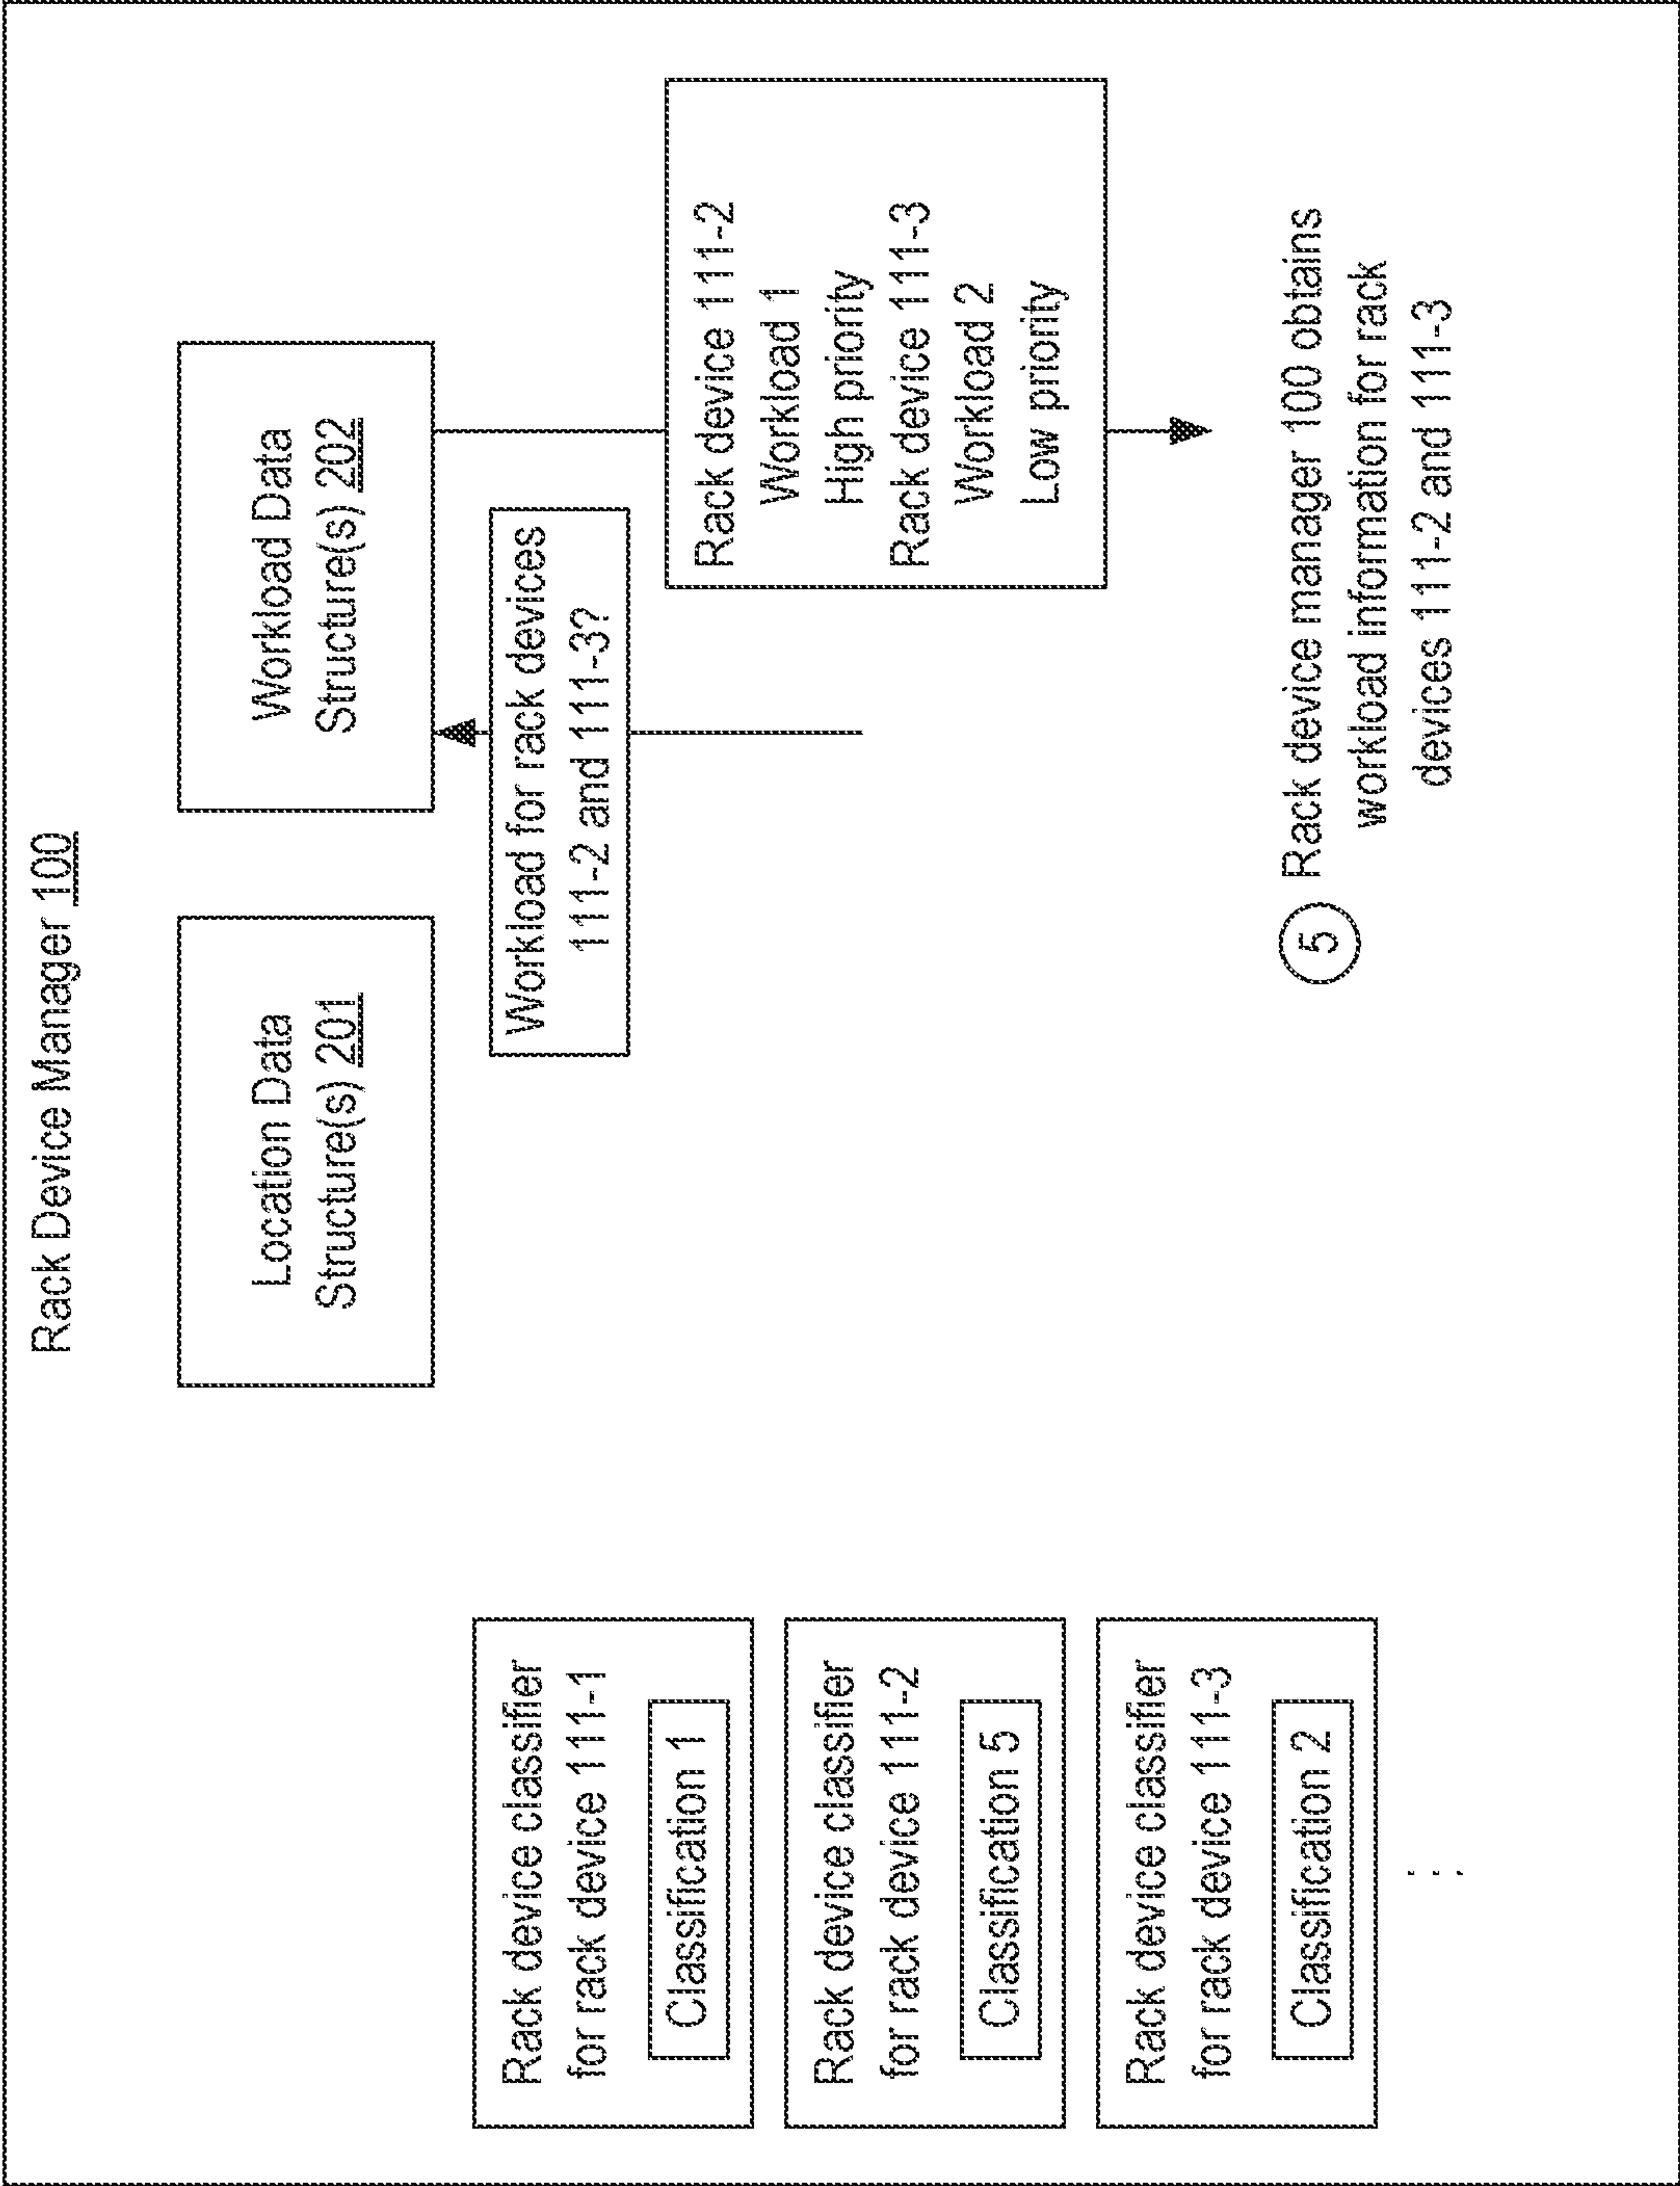 Rack Device Manager 100
Location Data
Structure(s) 201
Workload Data
Structure(s) 202
Rack device classifier
for rack device 111-1
Classification 1
Rack device classifier
for rack device 111-2
Classification 5
Rack device classifier
for rack device 111-3
Classification 2
Workload for rack devices
111-2 and 111-3?
Rack device 111-2
Workload 1
High priority
Rack device 111-3
Workload 2
Low priority
5 Rack device manager 100 obtains
workload information for rack
devices 111-2 and 111-3